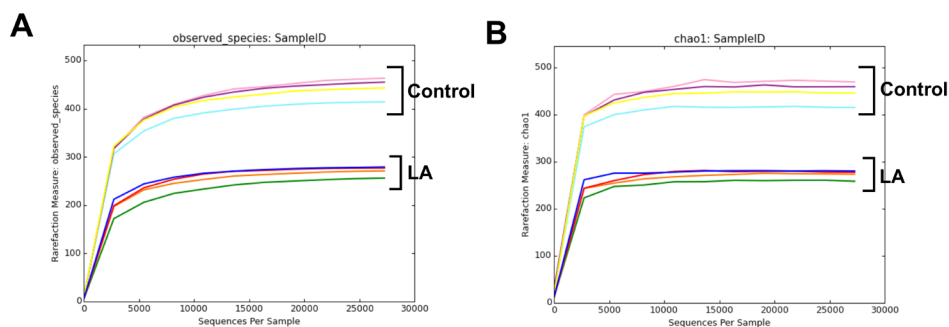 A
observed_species: SampleID
Rarefaction Measure: observed_species
500
400
300
200
100
0
0 5000 10000 15000 20000 25000 30000
Sequences Per Sample
Control
LA
B
chao1: SampleID
Rarefaction Measure: chao1
500
400
300
200
100
0
0 5000 10000 15000 20000 25000 30000
Sequences Per Sample
Control
LA